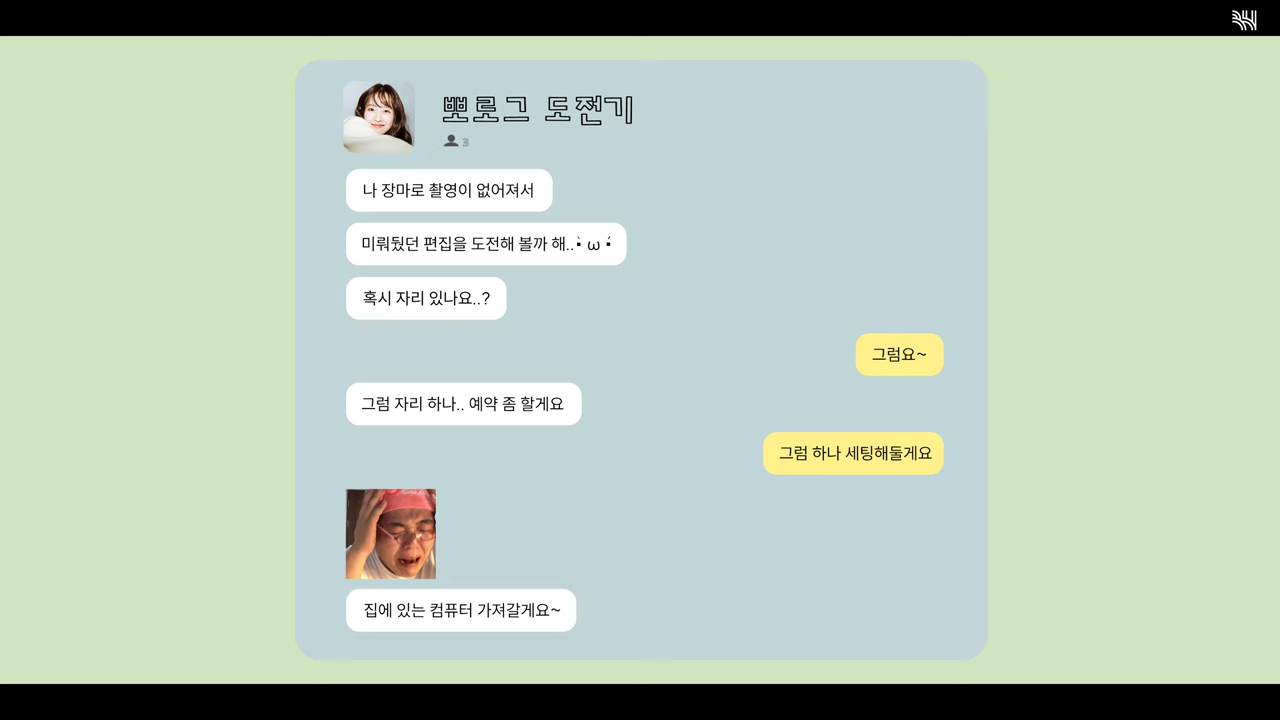 뽀로그 도전기
3
나 장마로 촬영이 없어져서
미뤄뒀던 편집을 도전해 볼까 해..•̀ ω •́
혹시 자리 있나요..?
그럼요~
그럼 자리 하나.. 예약 좀 할게요
그럼 하나 세팅해둘게요
집에 있는 컴퓨터 가져갈게요~